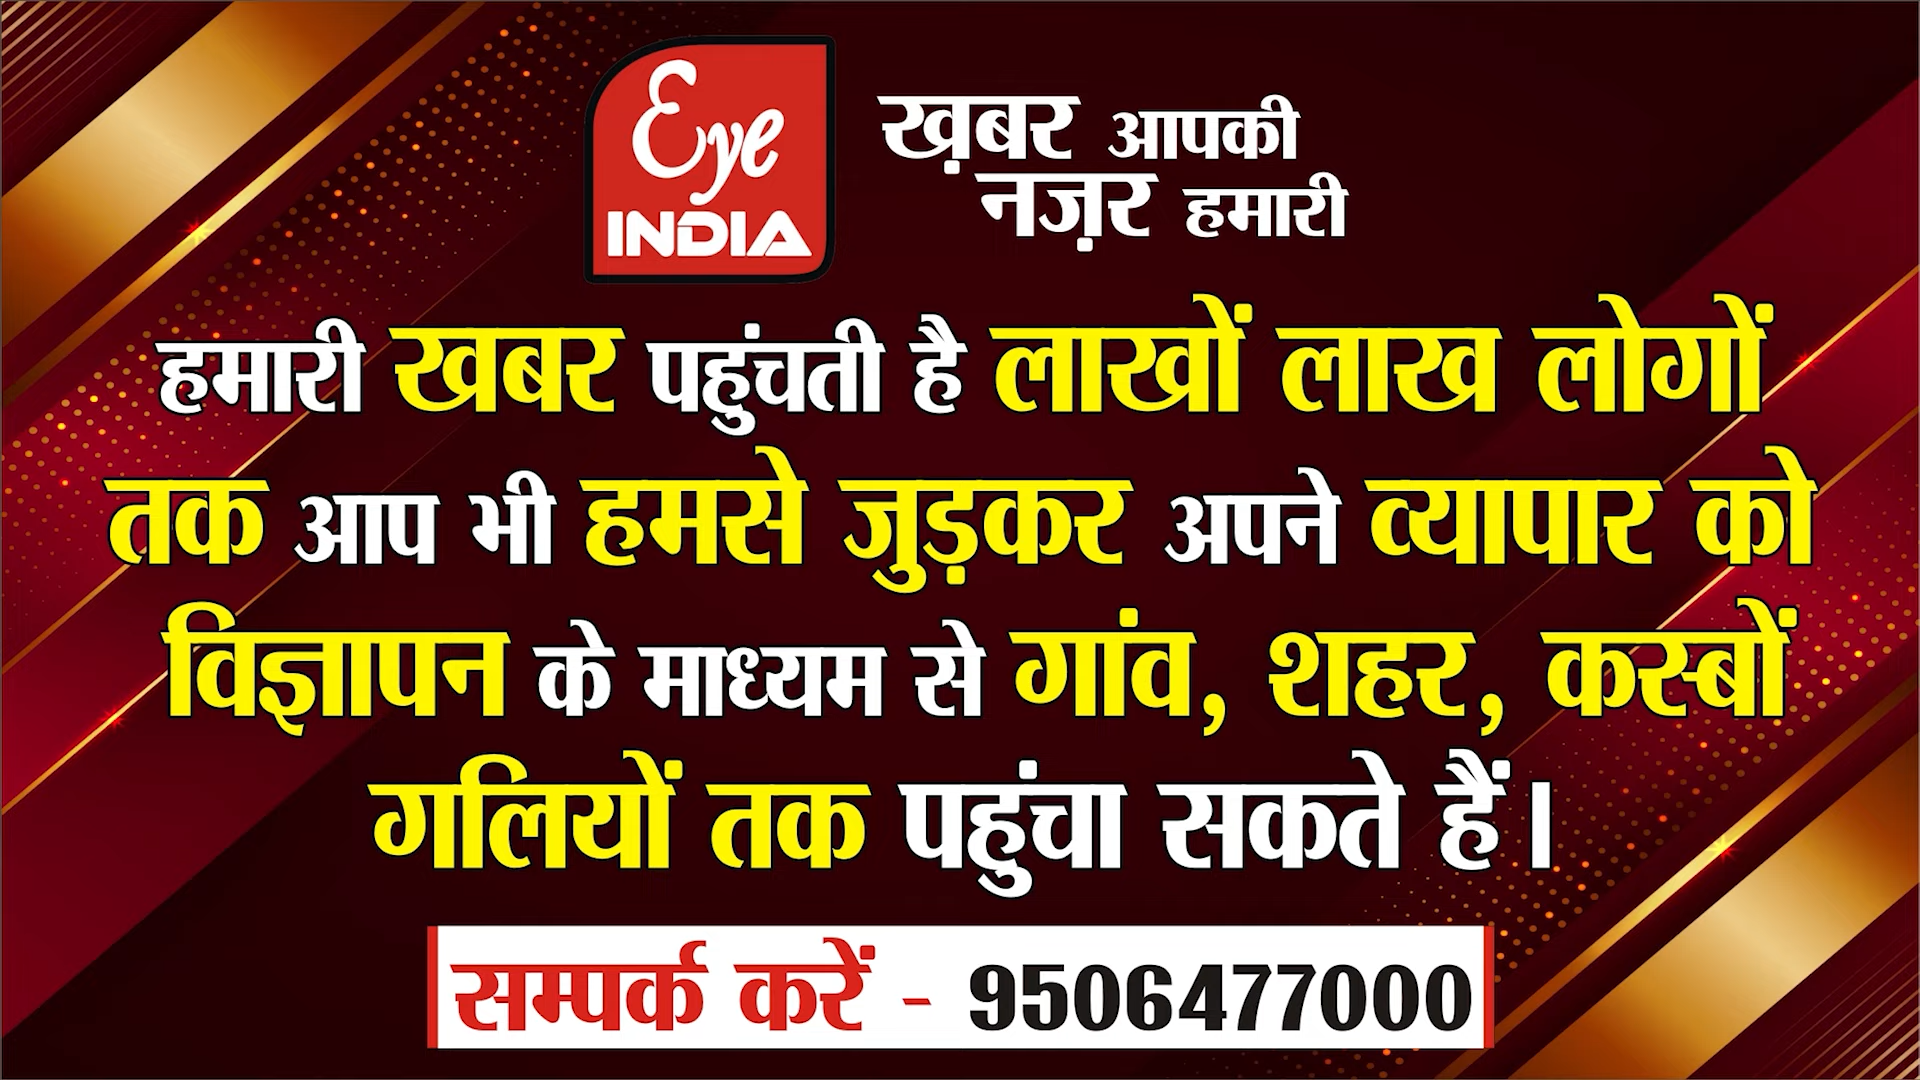 Eye
INDIA
ख़बर आपकी
नज़र हमारी
हमारी खबर पहुंचती है लाखों लाख लोगों
तक आप भी हमसे जुड़कर अपने व्यापार को
विज्ञापन के माध्यम से गांव, शहर, कस्बों
गलियों तक पहुंचा सकते हैं।
सम्पर्क करें - 9506477000